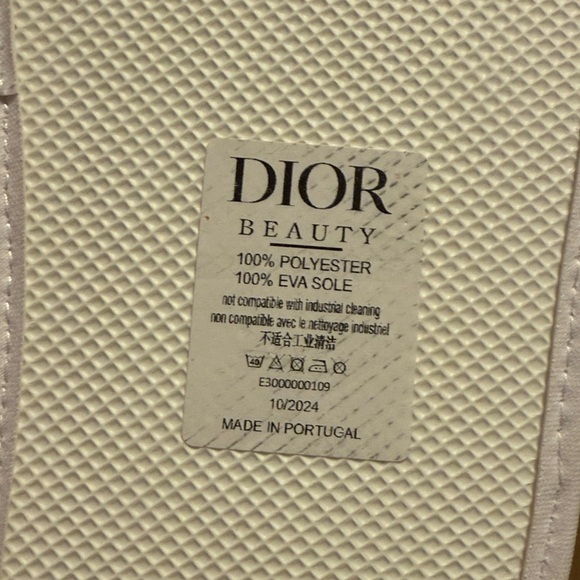 DIOR
BEAUTY
100% POLYESTER
100% EVA SOLE
not compatible with industrial cleaning
non compatible avec le nettoyage industriel
不适合工业清洁
E3000000109
10/2024
MADE IN PORTUGAL